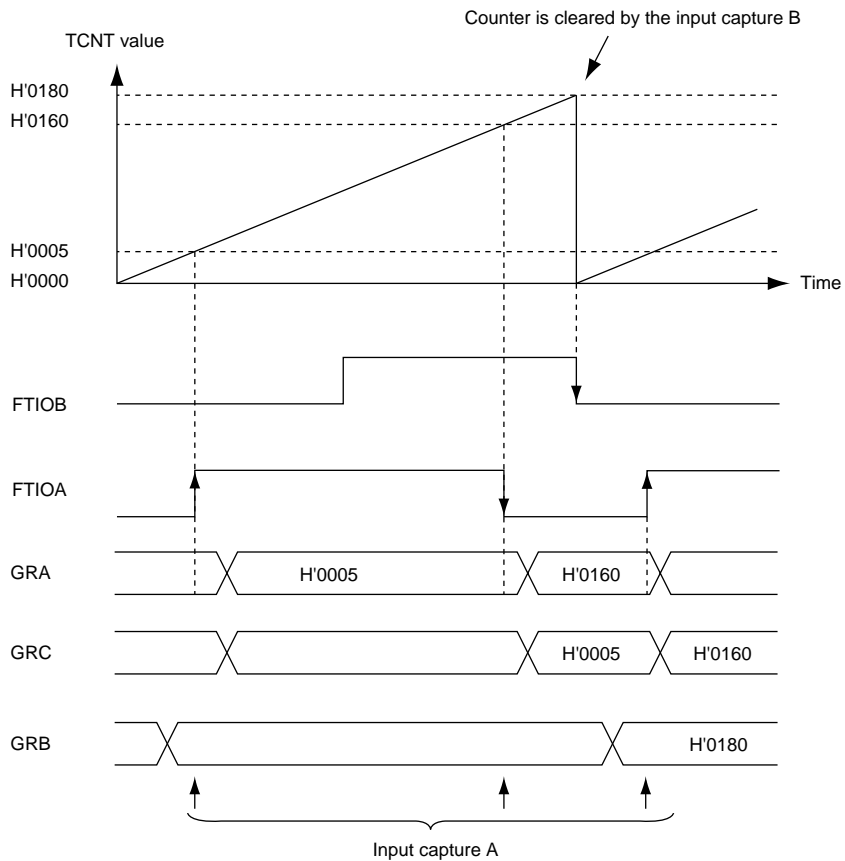 Counter is cleared by the input capture B
TCNT value
H'0180
H'0160
H'0005
H'0000
Time
FTIOB
FTIOA
GRA
H'0005
H'0160
GRC
H'0005
H'0160
GRB
H'0180
Input capture A